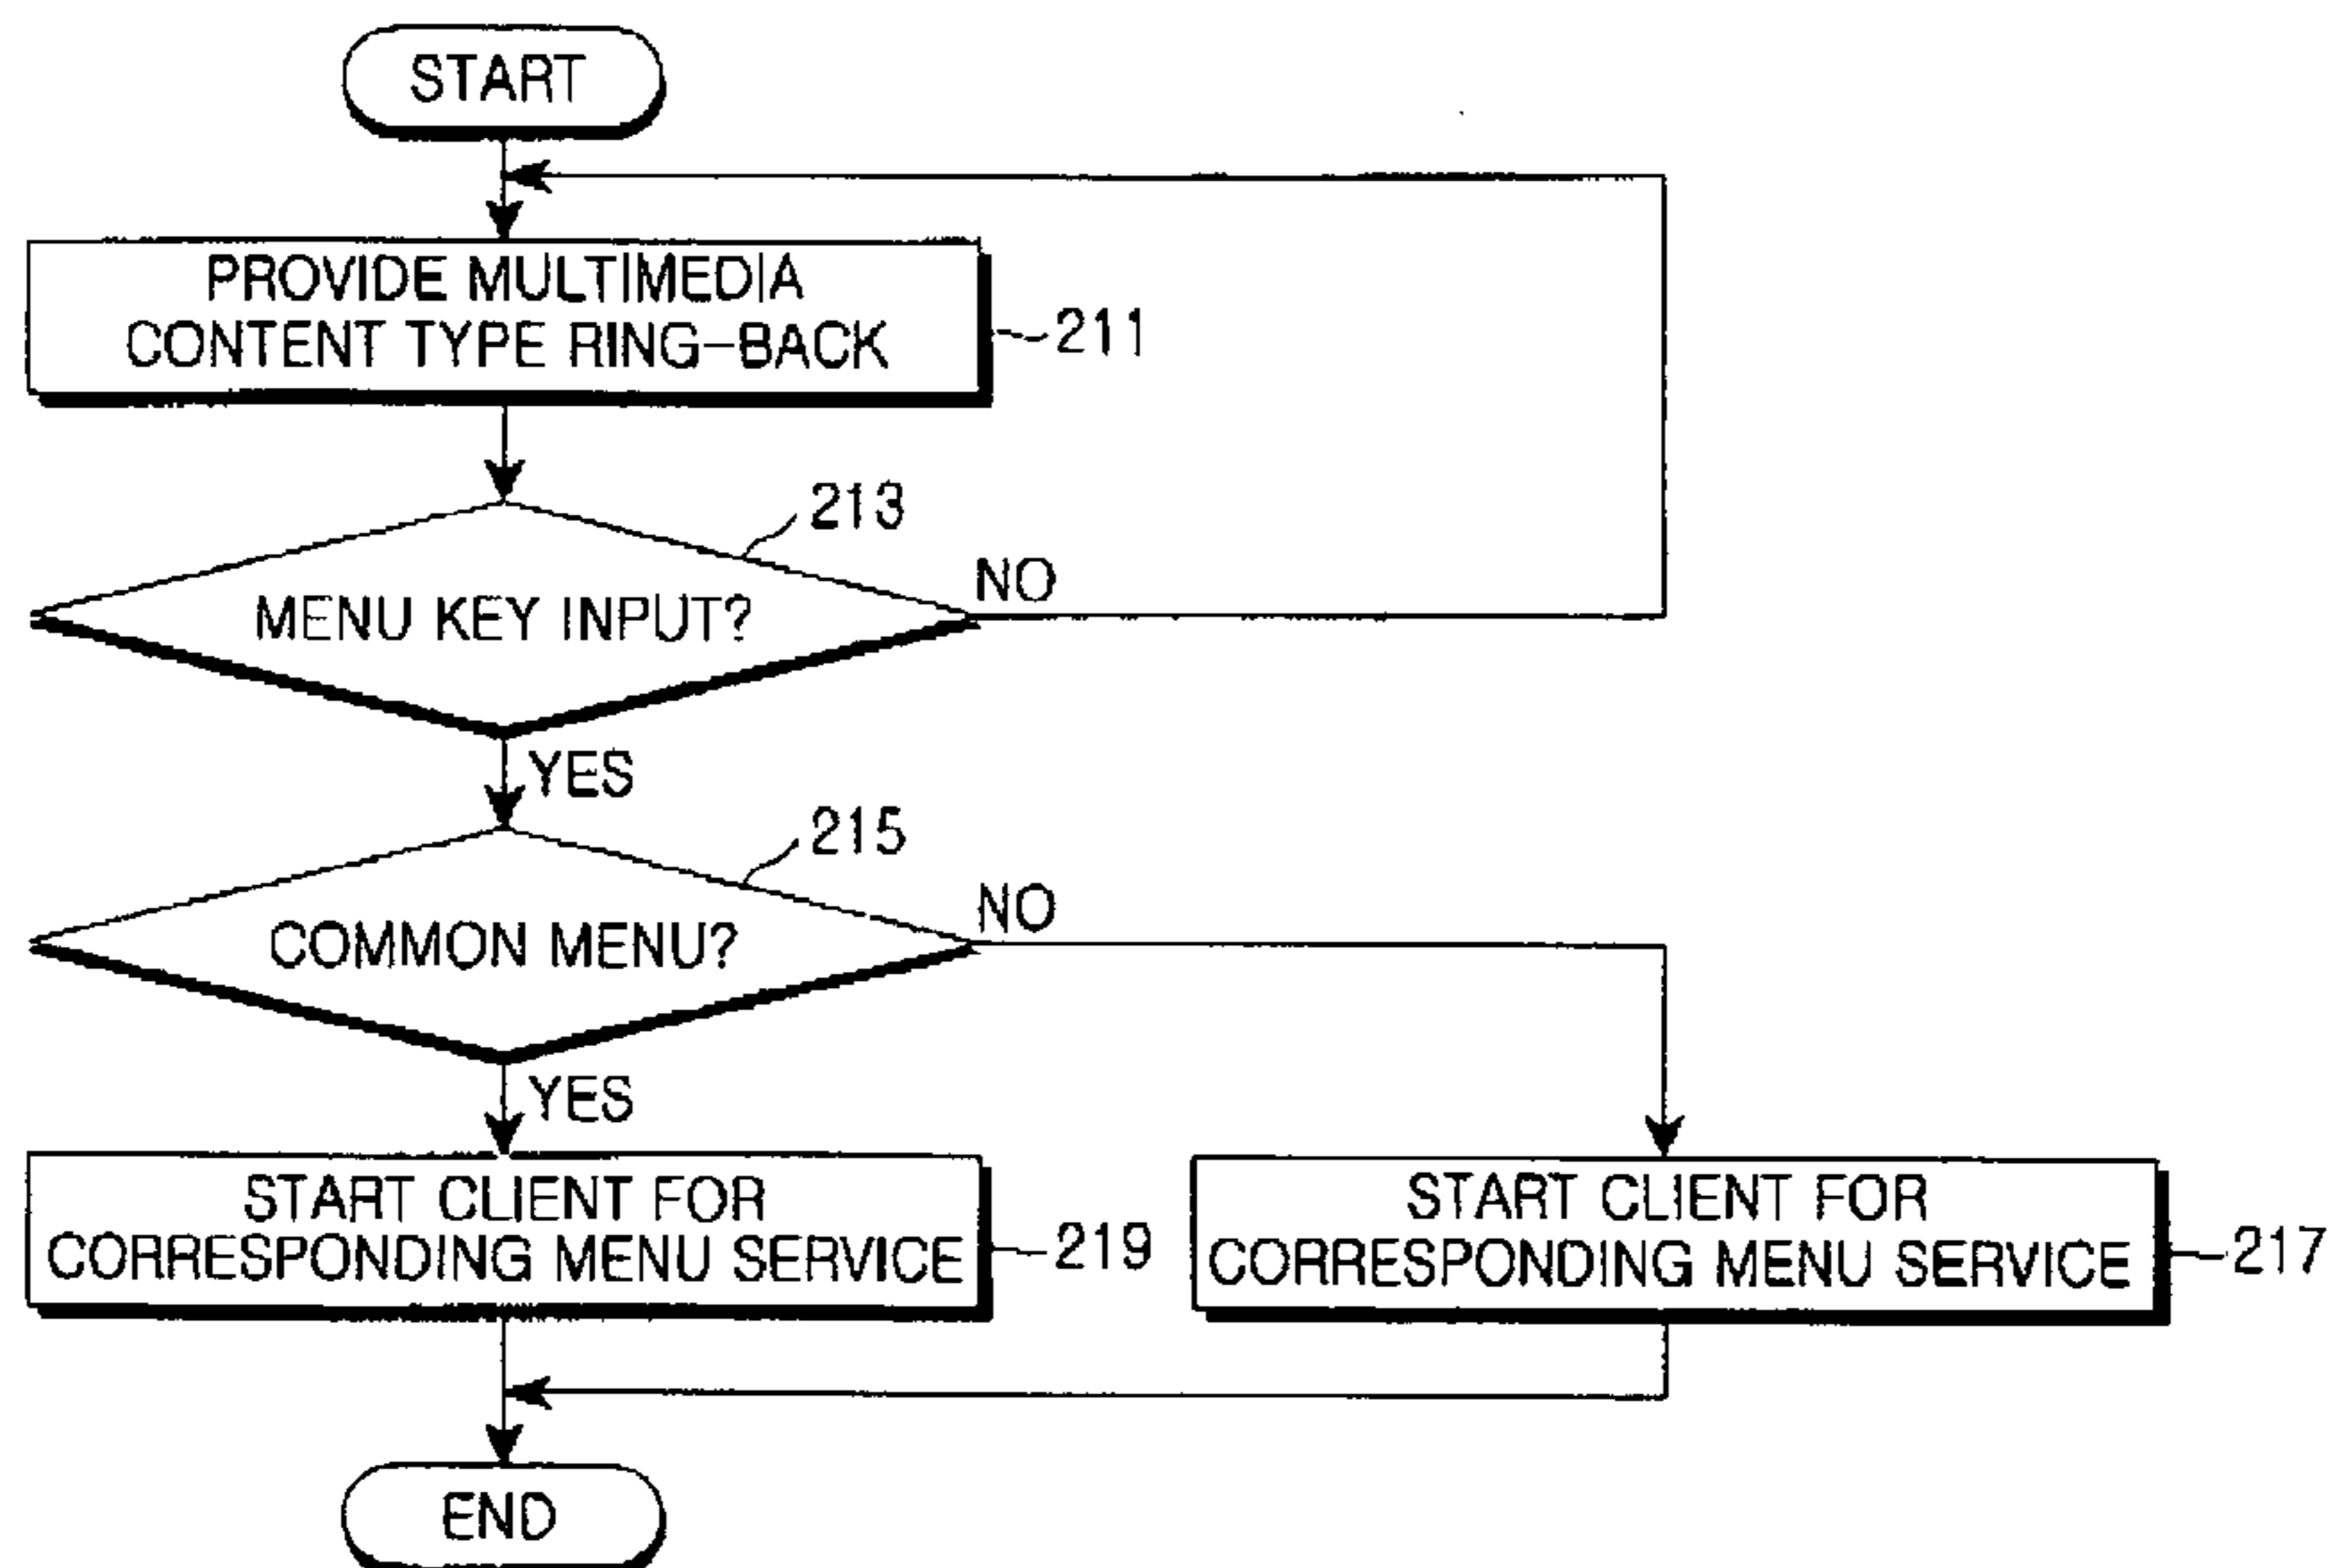 START
PROVIDE MULTIMEDIA
CONTENT TYPE RING-BACK
211
213
MENU KEY INPUT?
NO
YES
215
COMMON MENU?
NO
YES
START CLIENT FOR
CORRESPONDING MENU SERVICE
219
START CLIENT FOR
CORRESPONDING MENU SERVICE
217
END